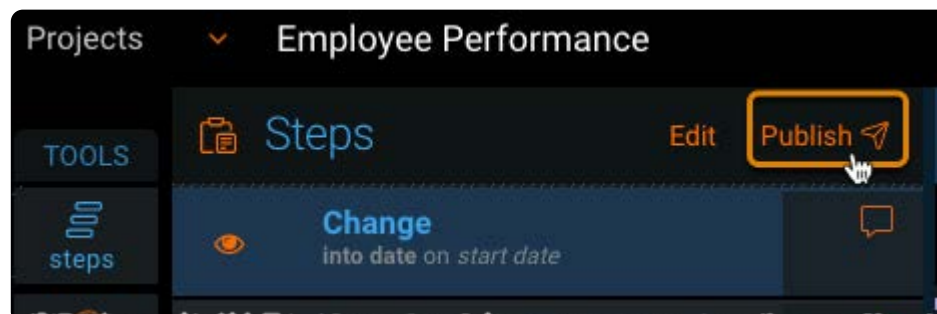 Projects
Employee Performance
TOOLS
Steps
Edit
Publish
steps
Change
into date on start date